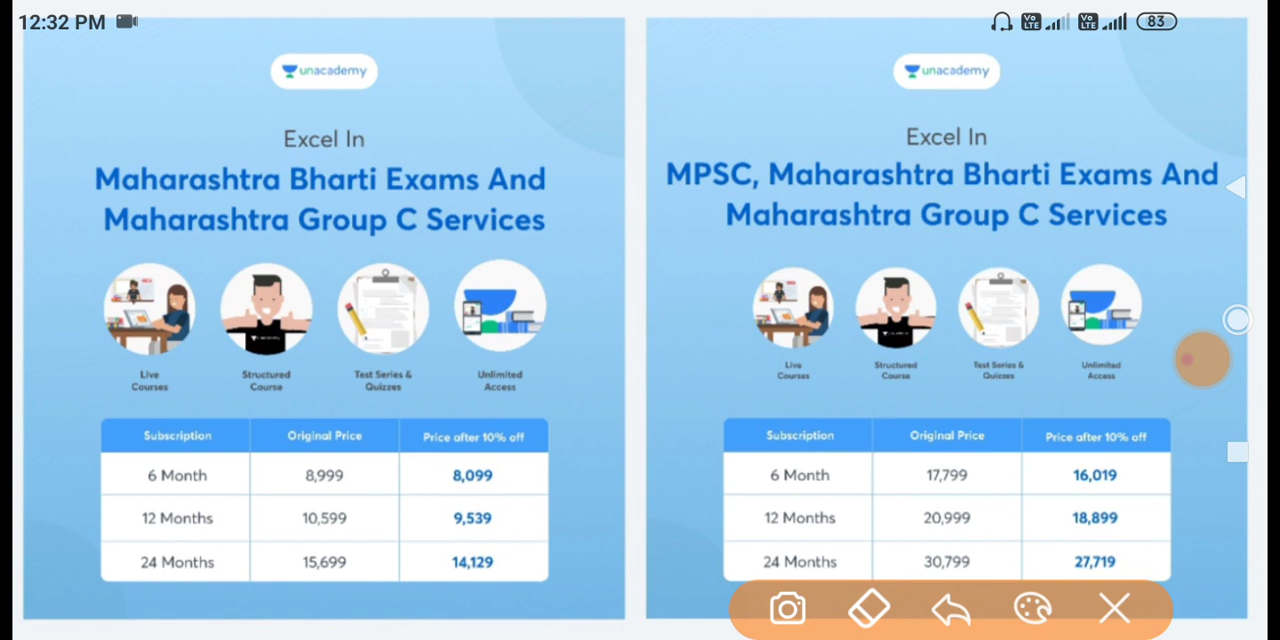 12:32 PM
Vo LTE
Vo LTE
83
unacademy
Excel In
Maharashtra Bharti Exams And
Maharashtra Group C Services
Live
Courses
Structured
Course
Test Series &
Quizzes
Unlimited
Access
Subscription Original Price Price after 10% off
6 Month 8,999 8,099
12 Months 10,599 9,539
24 Months 15,699 14,129
unacademy
Excel In
MPSC, Maharashtra Bharti Exams And
Maharashtra Group C Services
Live
Courses
Structured
Course
Test Series &
Quizzes
Unlimited
Access
Subscription Original Price Price after 10% off
6 Month 17,799 16,019
12 Months 20,999 18,899
24 Months 30,799 27,719